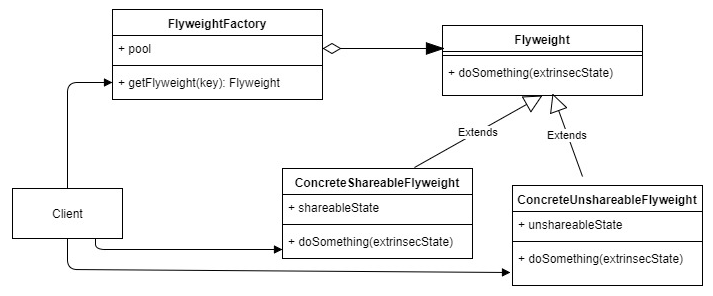 FlyweightFactory
+ pool
+ getFlyweight(key): Flyweight
Flyweight
+ doSomething(extrinsecState)
Extends
Extends
ConcreteShareableFlyweight
+ shareableState
+ doSomething(extrinsecState)
ConcreteUnshareableFlyweight
+ unshareableState
+ doSomething(extrinsecState)
Client